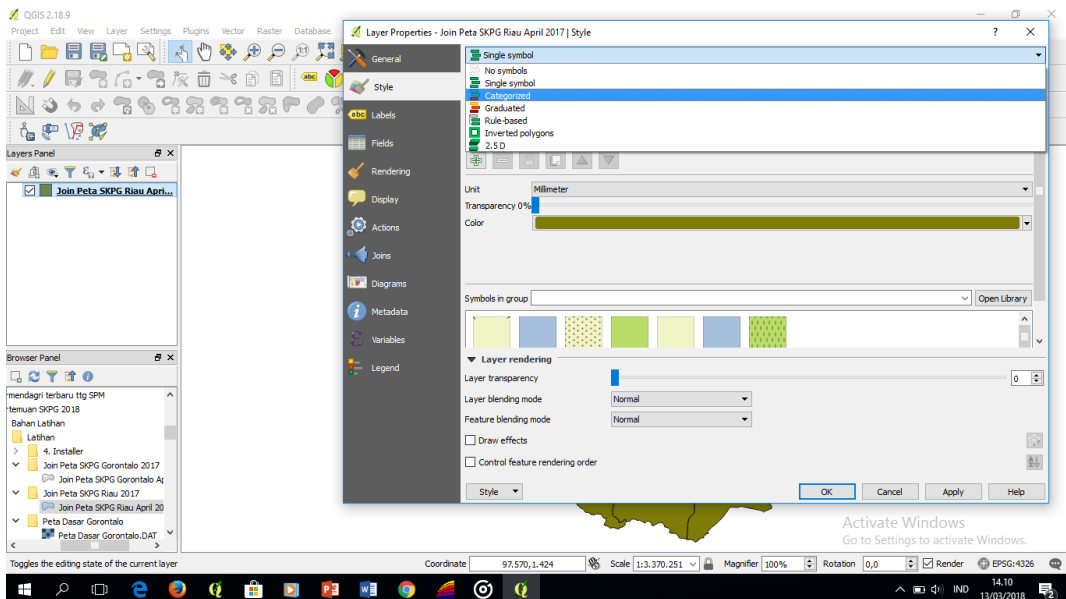 QGIS 2.18.9
Project Edit View Layer Settings Plugins Vector Raster Database
abc
Layers Panel
Join Peta SKPG Riau Apri...
Browser Panel
mendagri terbaru ttg SPM
temuan SKPG 2018
Bahan Latihan
Latihan
4. Installer
Join Peta SKPG Gorontalo 2017
Join Peta SKPG Gorontalo Ap
Join Peta SKPG Riau 2017
Join Peta SKPG Riau April 20
Peta Dasar Gorontalo
Peta Dasar Gorontalo.DAT
Layer Properties - Join Peta SKPG Riau April 2017 | Style
?
General
Style
abc Labels
Fields
Rendering
Display
Actions
Joins
Diagrams
Metadata
Variables
Legend
Single symbol
No symbols
Single symbol
Categorized
Graduated
Rule-based
Inverted polygons
2.5 D
Unit Millimeter
Transparency 0%
Color
Symbols in group Open Library
Layer rendering
Layer transparency 0
Layer blending mode Normal
Feature blending mode Normal
Draw effects
Control feature rendering order
Style OK Cancel Apply Help
Activate Windows
Go to Settings to activate Windows.
Toggles the editing state of the current layer Coordinate 97.570,1.424 Scale 1:3.370.251 Magnifier 100% Rotation 0,0 Render EPSG:4326
IND 14.10
13/03/2018